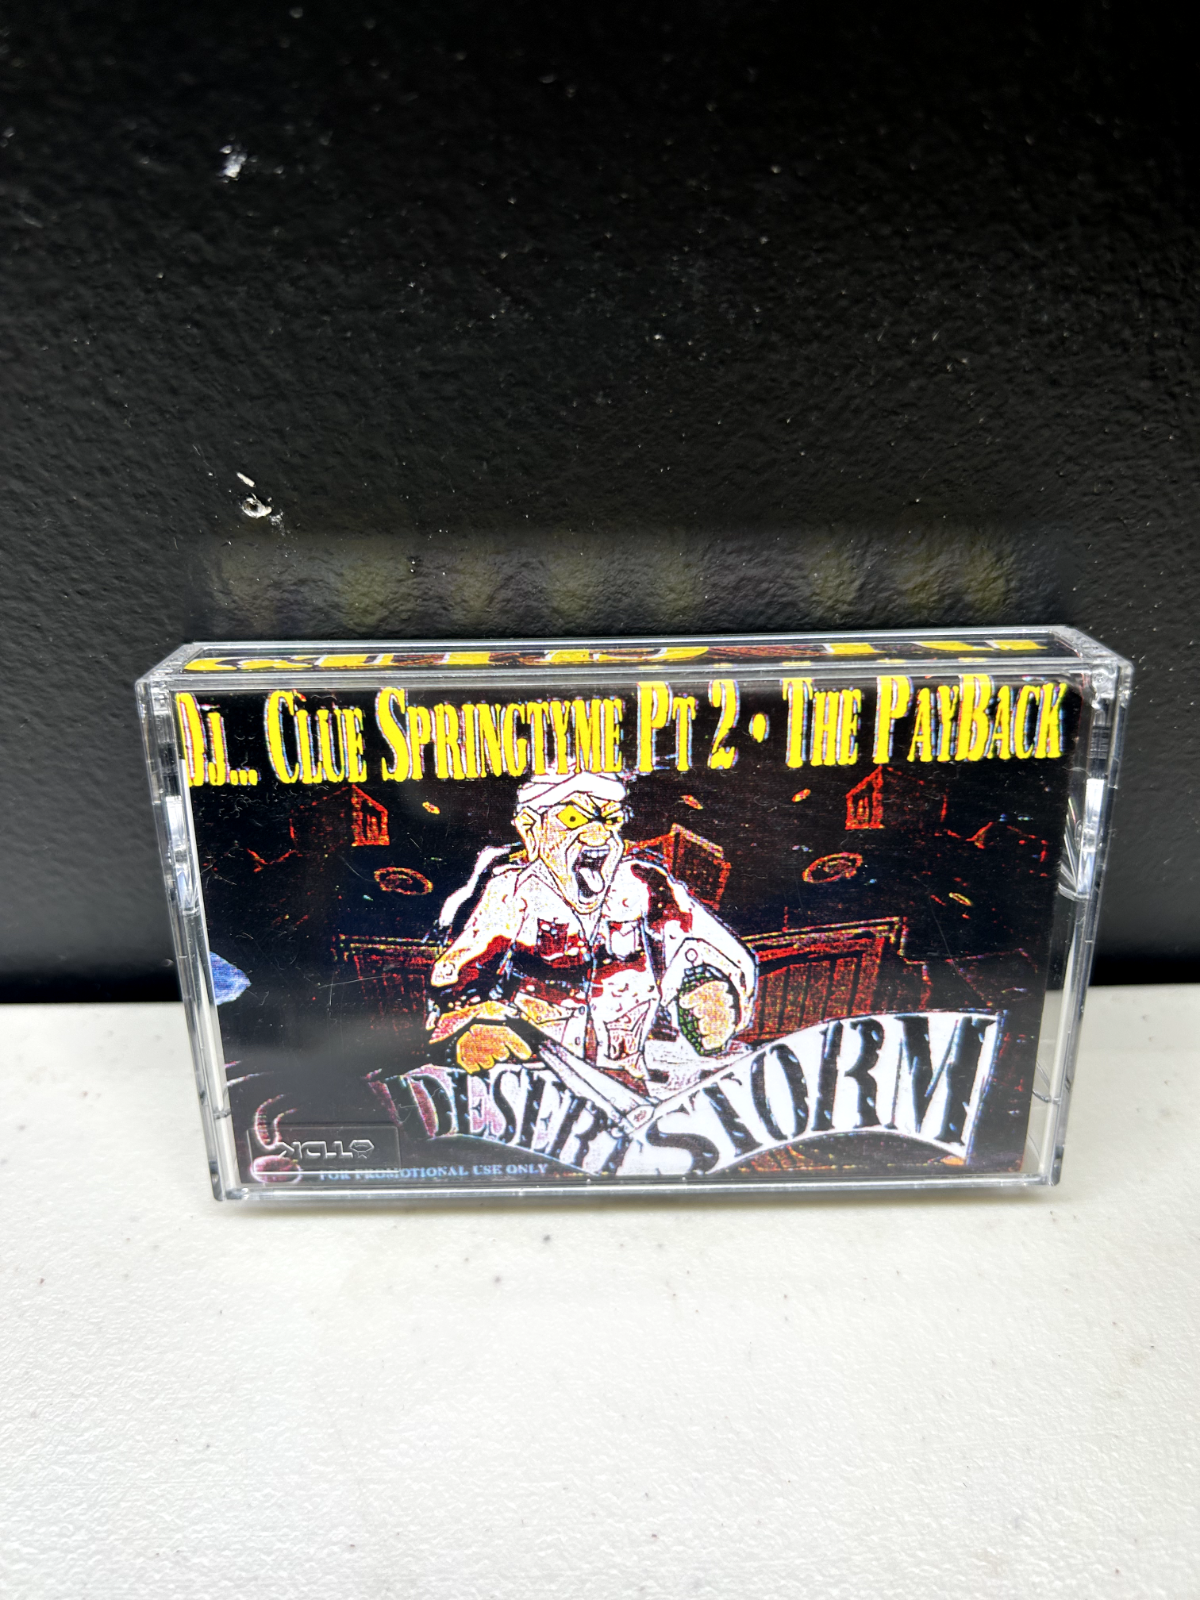 DJ... CLUE SPRINGTYME PT 2 • THE PAYBACK
DESERT STORM
FOR PROMOTIONAL USE ONLY